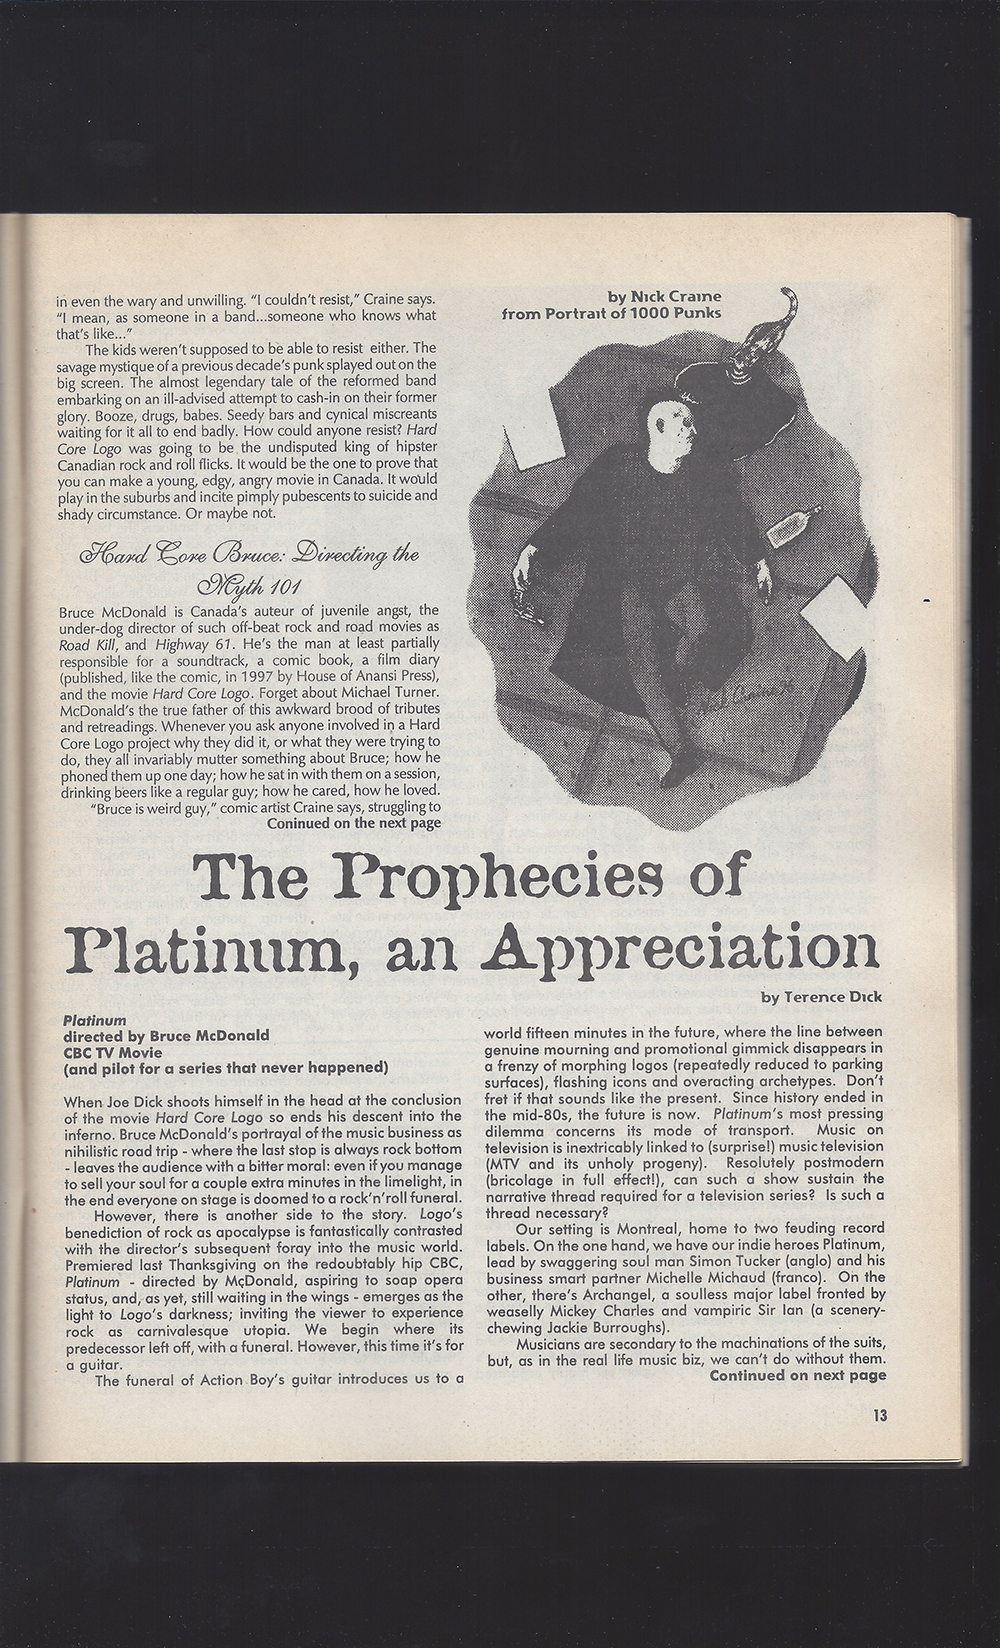 in even the wary and unwilling. "I couldn't resist," Craine says.
"I mean, as someone in a band...someone who knows what
that's like..."
The kids weren't supposed to be able to resist either. The
savage mystique of a previous decade's punk splayed out on the
big screen. The almost legendary tale of the reformed band
embarking on an ill-advised attempt to cash-in on their former
glory. Booze, drugs, babes. Seedy bars and cynical miscreants
waiting for it all to end badly. How could anyone resist? Hard
Core Logo was going to be the undisputed king of hipster
Canadian rock and roll flicks. It would be the one to prove that
you can make a young, edgy, angry movie in Canada. It would
play in the suburbs and incite pimply pubescents to suicide and
shady circumstance. Or maybe not.
Hard Core Bruce: Directing the
Myth 101
Bruce McDonald is Canada's auteur of juvenile angst, the
under-dog director of such off-beat rock and road movies as
Road Kill, and Highway 61. He's the man at least partially
responsible for a soundtrack, a comic book, a film diary
(published, like the comic, in 1997 by House of Anansi Press),
and the movie Hard Core Logo. Forget about Michael Turner.
McDonald's the true father of this awkward brood of tributes
and retreadings. Whenever you ask anyone involved in a Hard
Core Logo project why they did it, or what they were trying to
do, they all invariably mutter something about Bruce; how he
phoned them up one day; how he sat in with them on a session,
drinking beers like a regular guy; how he cared, how he loved.
"Bruce is weird guy," comic artist Craine says, struggling to
Coninued on the next page
by Nick Craine
from Portrait of 1000 Punks
Nick Craine 96
The Prophecies of
Platinum, an Appreciation
by Terence Dick
Platinum
directed by Bruce McDonald
CBC TV Movie
(and pilot for a series that never happened)
When Joe Dick shoots himself in the head at the conclusion
of the movie Hard Core Logo so ends his descent into the
inferno. Bruce McDonald's portrayal of the music business as
nihilistic road trip - where the last stop is always rock bottom
- leaves the audience with a bitter moral: even if you manage
to sell your soul for a couple extra minutes in the limelight, in
the end everyone on stage is doomed to a rock'n'roll funeral.
However, there is another side to the story. Logo's
benediction of rock as apocalypse is fantastically contrasted
with the director's subsequent foray into the music world.
Premiered last Thanksgiving on the redoubtably hip CBC,
Platinum - directed by McDonald, aspiring to soap opera
status, and, as yet, still waiting in the wings - emerges as the
light to Logo's darkness; inviting the viewer to experience
rock as carnivalesque utopia. We begin where its
predecessor left off, with a funeral. However, this time it's for
a guitar.
The funeral of Action Boy's guitar introduces us to a
world fifteen minutes in the future, where the line between
genuine mourning and promotional gimmick disappears in
a frenzy of morphing logos (repeatedly reduced to parking
surfaces), flashing icons and overacting archetypes. Don't
fret if that sounds like the present. Since history ended in
the mid-80s, the future is now. Platinum's most pressing
dilemma concerns its mode of transport. Music on
television is inextricably linked to (surprise!) music television
(MTV and its unholy progeny). Resolutely postmodern
(bricolage in full effect!), can such a show sustain the
narrative thread required for a television series? Is such a
thread necessary?
Our setting is Montreal, home to two feuding record
labels. On the one hand, we have our indie heroes Platinum,
lead by swaggering soul man Simon Tucker (anglo) and his
business smart partner Michelle Michaud (franco). On the
other, there's Archangel, a soulless major label fronted by
weaselly Mickey Charles and vampiric Sir Ian (a scenery-
chewing Jackie Burroughs).
Musicians are secondary to the machinations of the suits,
but, as in the real life music biz, we can't do without them.
Continued on next page
13